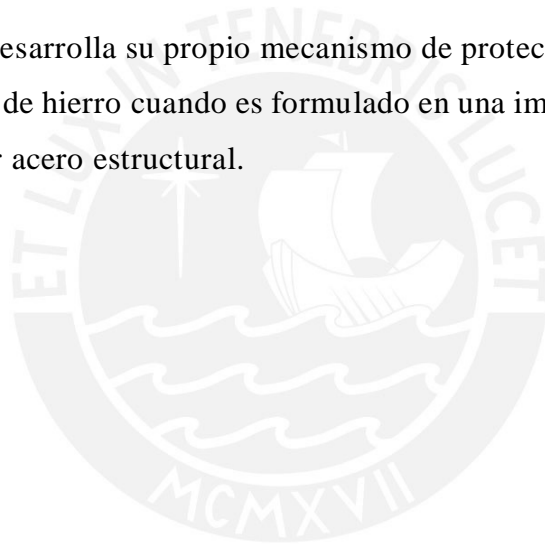 esarrolla su propio mecanismo de protec
de hierro cuando es formulado en una im
r acero estructural.
ET LUX IN TENEBRIS LUCET
MCMXVII